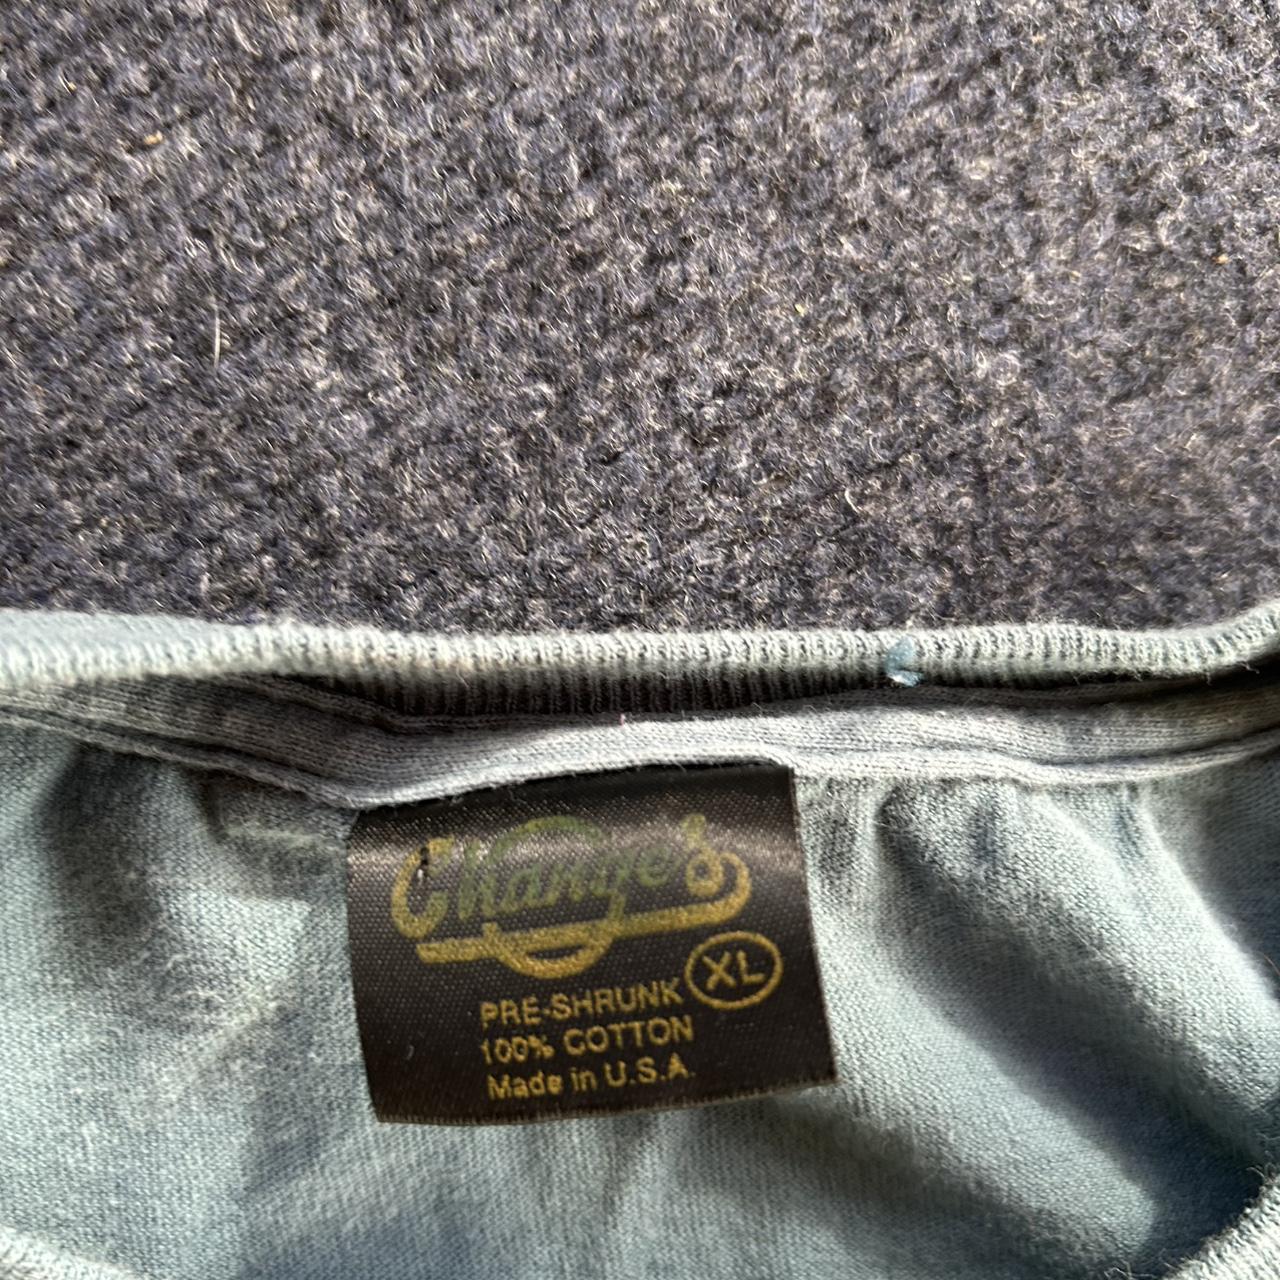 Changes
XL
PRE-SHRUNK
100% COTTON
Made in U.S.A.